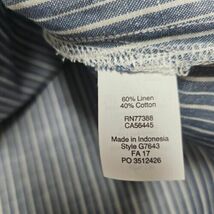 60% Linen
40% Cotton
RN77388
CA56445
Made in Indonesia
Style G7643
FA 17
PO 3512426